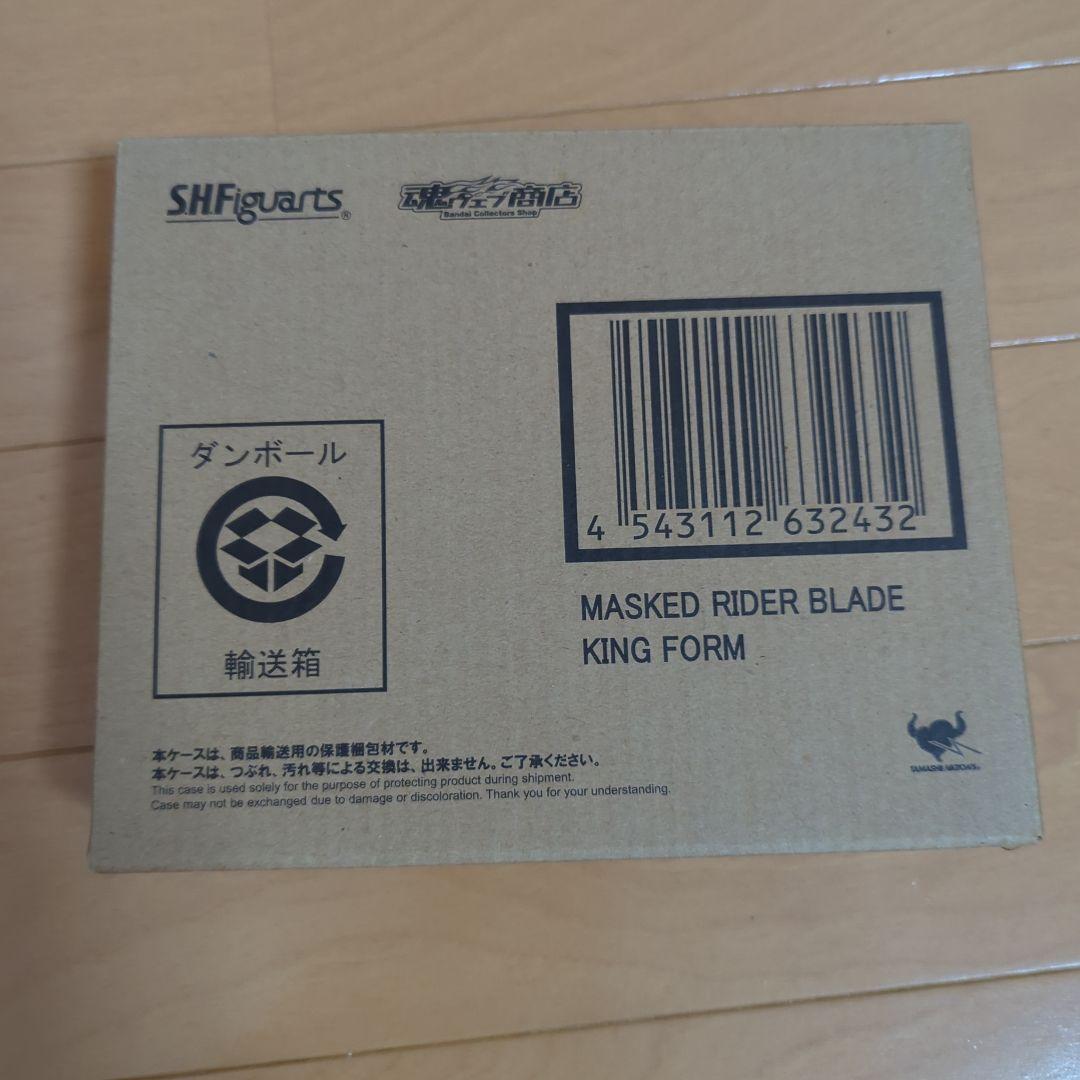 S.H.Figuarts®
魂ウェブ商店
Bandai Collectors Shop
4 543112 632432
MASKED RIDER BLADE
KING FORM
ダンボール
輸送箱
本ケースは、商品輸送用の保護梱包材です。
本ケースは、つぶれ、汚れ等による交換は、出来ません。ご了承ください。
This case is used solely for the purpose of protecting product during shipment.
Case may not be exchanged due to damage or discoloration. Thank you for your understanding.
TAMASHII NATIONS